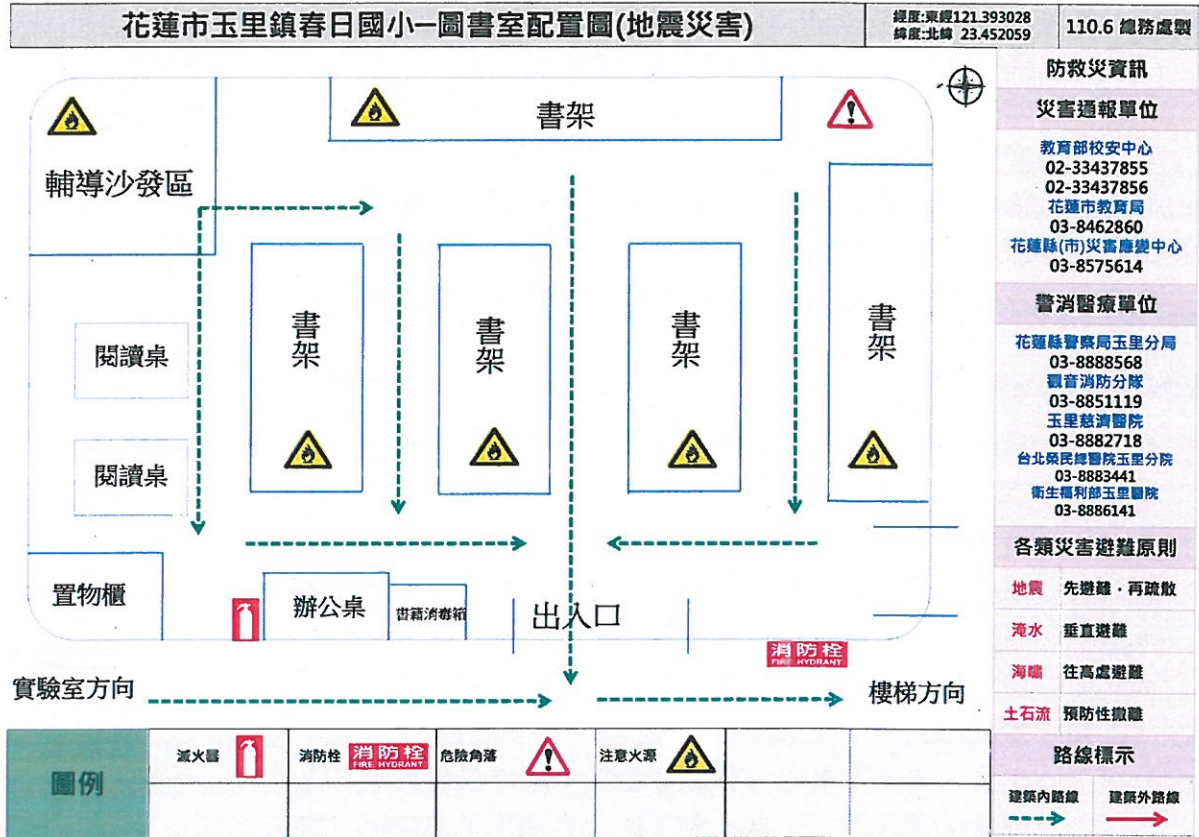 花蓮市玉里鎮春日國小─圖書室配置圖(地震災害)
經度:東經121.393028
緯度:北緯 23.452059
110.6 總務處製
書架
輔導沙發區
書架
書架
書架
書架
閱讀桌
閱讀桌
置物櫃
辦公桌
書籍消毒箱
出入口
消防栓
FIRE HYDRANT
實驗室方向
樓梯方向
圖例
滅火器
消防栓
消防栓
FIRE HYDRANT
危險角落
注意火源
防救災資訊
災害通報單位
教育部校安中心
02-33437855
02-33437856
花蓮市教育局
03-8462860
花蓮縣(市)災害應變中心
03-8575614
警消醫療單位
花蓮縣警察局玉里分局
03-8888568
觀音消防分隊
03-8851119
玉里慈濟醫院
03-8882718
台北榮民總醫院玉里分院
03-8883441
衛生福利部玉里醫院
03-8886141
各類災害避難原則
地震 先避難・再疏散
淹水 垂直避難
海嘯 往高處避難
土石流 預防性撤離
路線標示
建築內路線
建築外路線